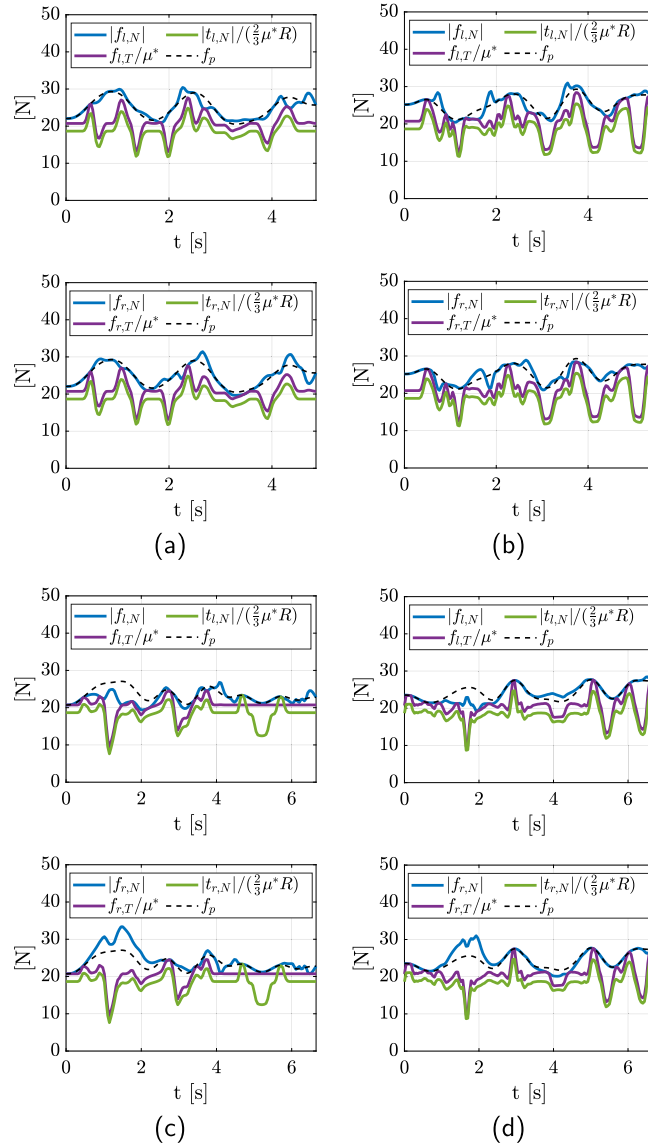 50
40
30
20
10
0
[N]
|f_{l,N}| |t_{l,N}|/(2/3 μ*R)
f_{l,T}/μ* f_p
0 2 4
t [s]
50
40
30
20
10
0
[N]
|f_{l,N}| |t_{l,N}|/(2/3 μ*R)
f_{l,T}/μ* f_p
0 2 4
t [s]
50
40
30
20
10
0
[N]
|f_{r,N}| |t_{r,N}|/(2/3 μ*R)
f_{r,T}/μ* f_p
0 2 4
t [s]
(a)
50
40
30
20
10
0
[N]
|f_{r,N}| |t_{r,N}|/(2/3 μ*R)
f_{r,T}/μ* f_p
0 2 4
t [s]
(b)
50
40
30
20
10
0
[N]
|f_{l,N}| |t_{l,N}|/(2/3 μ*R)
f_{l,T}/μ* f_p
0 2 4 6
t [s]
50
40
30
20
10
0
[N]
|f_{l,N}| |t_{l,N}|/(2/3 μ*R)
f_{l,T}/μ* f_p
0 2 4 6
t [s]
50
40
30
20
10
0
[N]
|f_{r,N}| |t_{r,N}|/(2/3 μ*R)
f_{r,T}/μ* f_p
0 2 4 6
t [s]
(c)
50
40
30
20
10
0
[N]
|f_{r,N}| |t_{r,N}|/(2/3 μ*R)
f_{r,T}/μ* f_p
0 2 4 6
t [s]
(d)